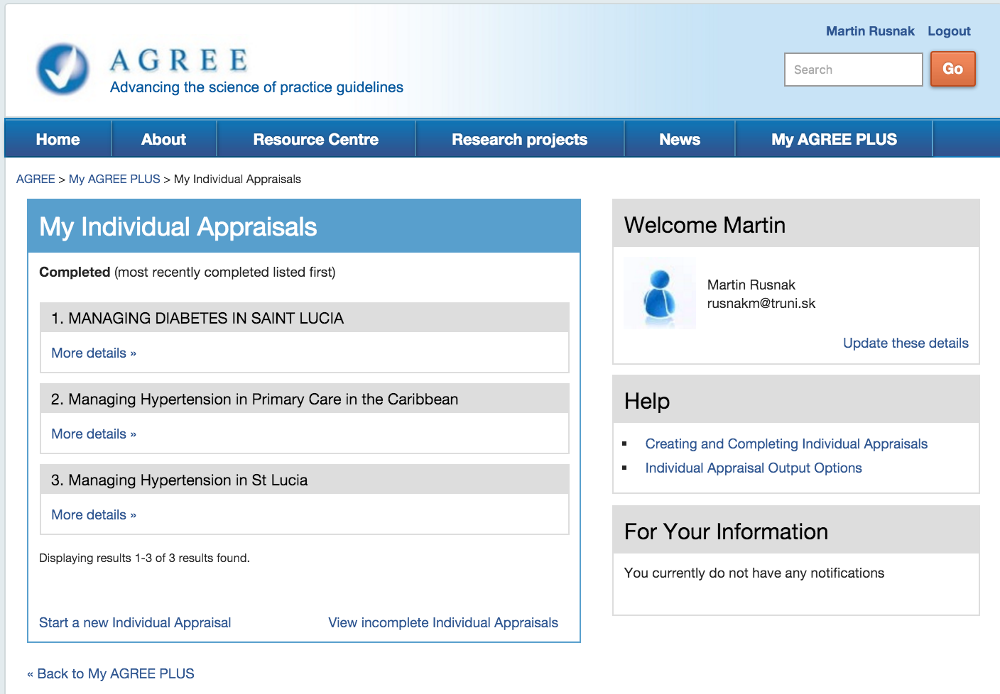 Martin Rusnak Logout
AGREE
Advancing the science of practice guidelines
Search Go
Home About Resource Centre Research projects News My AGREE PLUS
AGREE > My AGREE PLUS > My Individual Appraisals
My Individual Appraisals
Completed (most recently completed listed first)
1. MANAGING DIABETES IN SAINT LUCIA
More details »
2. Managing Hypertension in Primary Care in the Caribbean
More details »
3. Managing Hypertension in St Lucia
More details »
Displaying results 1-3 of 3 results found.
Start a new Individual Appraisal View incomplete Individual Appraisals
« Back to My AGREE PLUS
Welcome Martin
Martin Rusnak
rusnakm@truni.sk
Update these details
Help
Creating and Completing Individual Appraisals
Individual Appraisal Output Options
For Your Information
You currently do not have any notifications